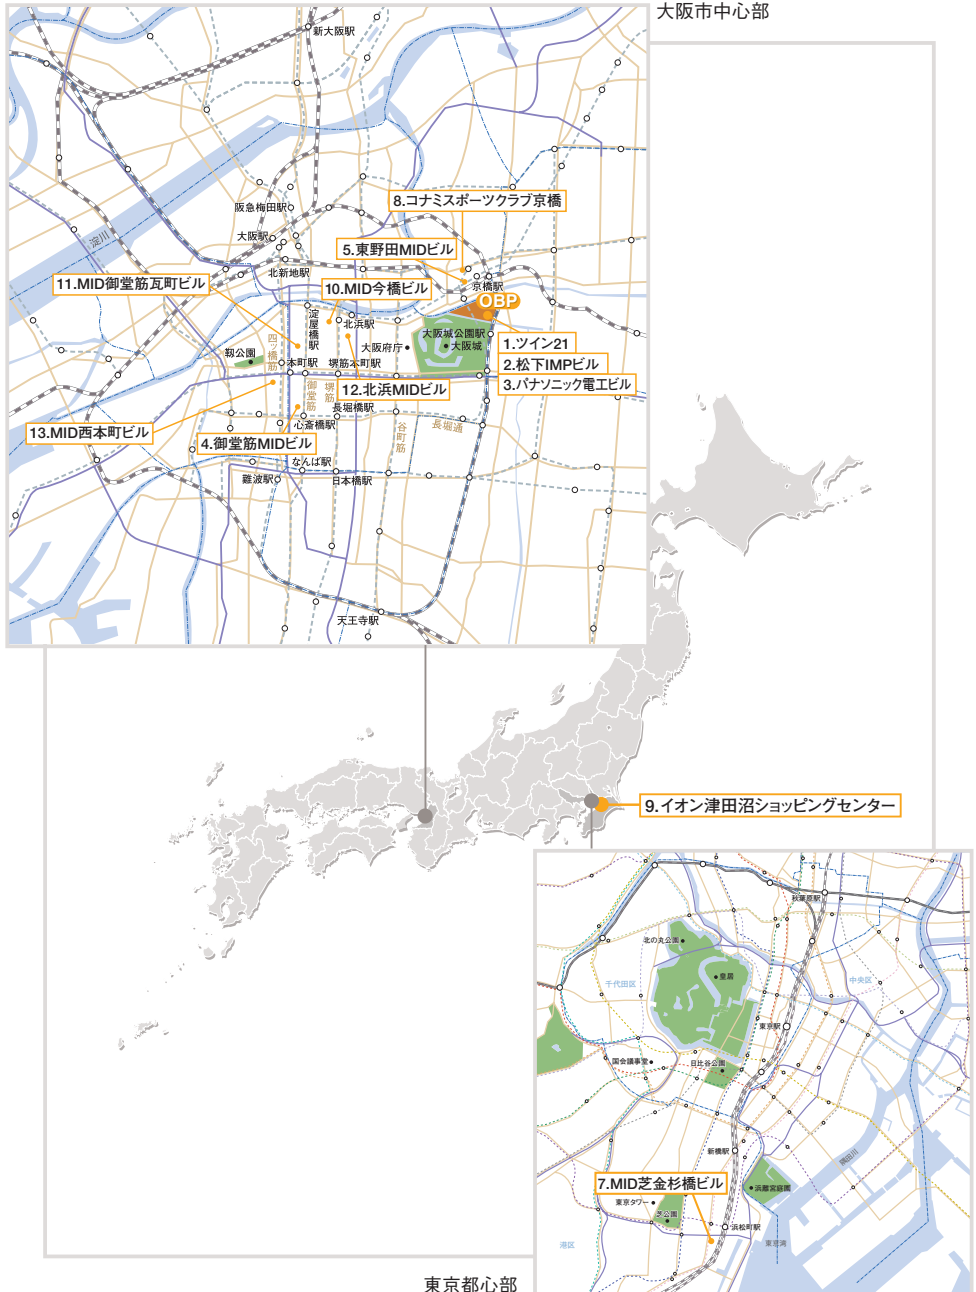 大阪市中心部
新大阪駅
淀川
8.コナミスポーツクラブ京橋
阪急梅田駅
大阪駅
5.東野田MIDビル
北新地駅
11.MID御堂筋瓦町ビル
10.MID今橋ビル
京橋駅
OBP
淀屋橋駅
北浜駅
大阪城公園駅
大阪城
大阪府庁
1.ツイン21
四ツ橋筋
靱公園
本町駅
堺筋本町駅
2.松下IMPビル
3.パナソニック電工ビル
御堂筋
堺筋
12.北浜MIDビル
長堀橋駅
13.MID西本町ビル
心斎橋駅
谷町筋
長堀通
4.御堂筋MIDビル
なんば駅
難波駅
日本橋駅
天王寺駅
9.イオン津田沼ショッピングセンター
秋葉原駅
北の丸公園
皇居
千代田区
中央区
東京駅
国会議事堂
日比谷公園
新橋駅
隅田川
7.MID芝金杉橋ビル
浜離宮庭園
東京タワー
芝公園
浜松町駅
港区
東京湾
東京都心部